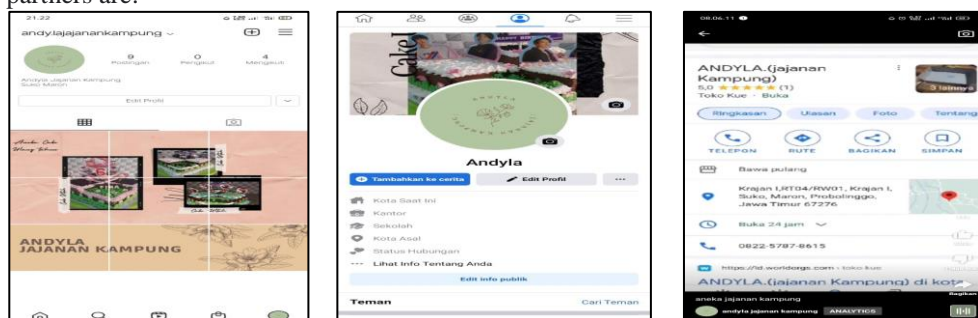 partners are:
21.22
andy.lajajanankampung
9
0
4
Postingan
Pengikut
Mengikuti
Andyla Jajanan Kampung
Suko Maron
Edit Profil
ANDYLA
JAJANAN KAMPUNG
Cake
Andyla
Tambahkan ke cerita
Edit Profil
Kota Saat Ini
Kantor
Sekolah
Kota Asal
Status Hubungan
Lihat Info Tentang Anda
Edit info publik
Teman
Cari Teman
08.06.11
ANDYLA.(jajanan
Kampung)
5,0 ★★★★★ (1)
Toko Kue · Buka
3 lainnya
Ringkasan
Ulasan
Foto
Tentang
TELEPON
RUTE
BAGIKAN
SIMPAN
Bawa pulang
Krajan I,RT04/RW01, Krajan I,
Suko, Maron, Probolinggo,
Jawa Timur 67276
Buka 24 jam
0822-5787-8615
https://id.worldorgs.com › toko-kue
ANDYLA.(jajanan Kampung) di kota
Bagikan
aneka jajanan kampung
andyla jajanan kampung
ANALYTICS